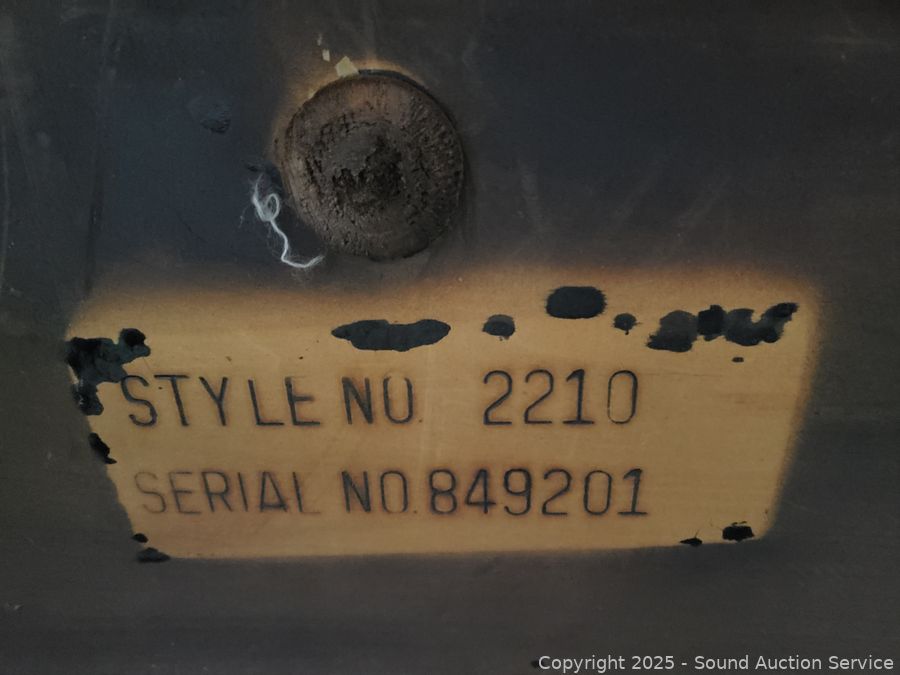 STYLE NO. 2210
SERIAL NO. 849201
Copyright 2025 - Sound Auction Service